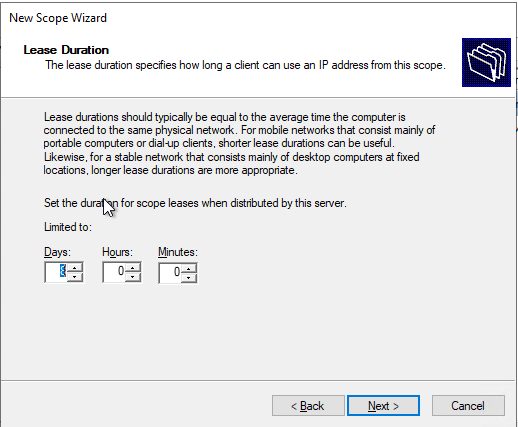 New Scope Wizard
Lease Duration
The lease duration specifies how long a client can use an IP address from this scope.
Lease durations should typically be equal to the average time the computer is
connected to the same physical network. For mobile networks that consist mainly of
portable computers or dial-up clients, shorter lease durations can be useful.
Likewise, for a stable network that consists mainly of desktop computers at fixed
locations, longer lease durations are more appropriate.
Set the duration for scope leases when distributed by this server.
Limited to:
Days: Hours: Minutes:
0 0
< Back Next > Cancel